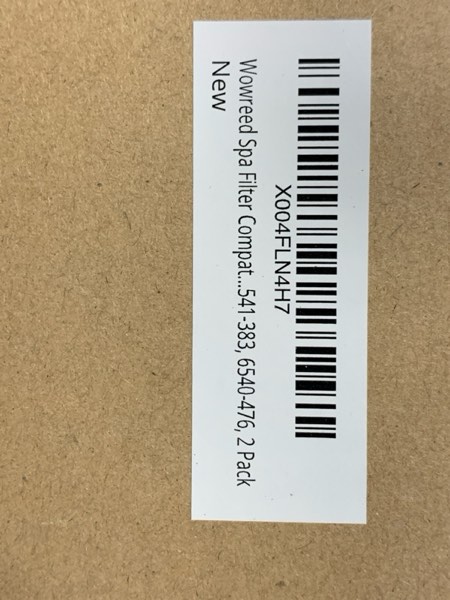 X004FLN4H7
Wowreed Spa Filter Compat...541-383, 6540-476, 2 Pack
New